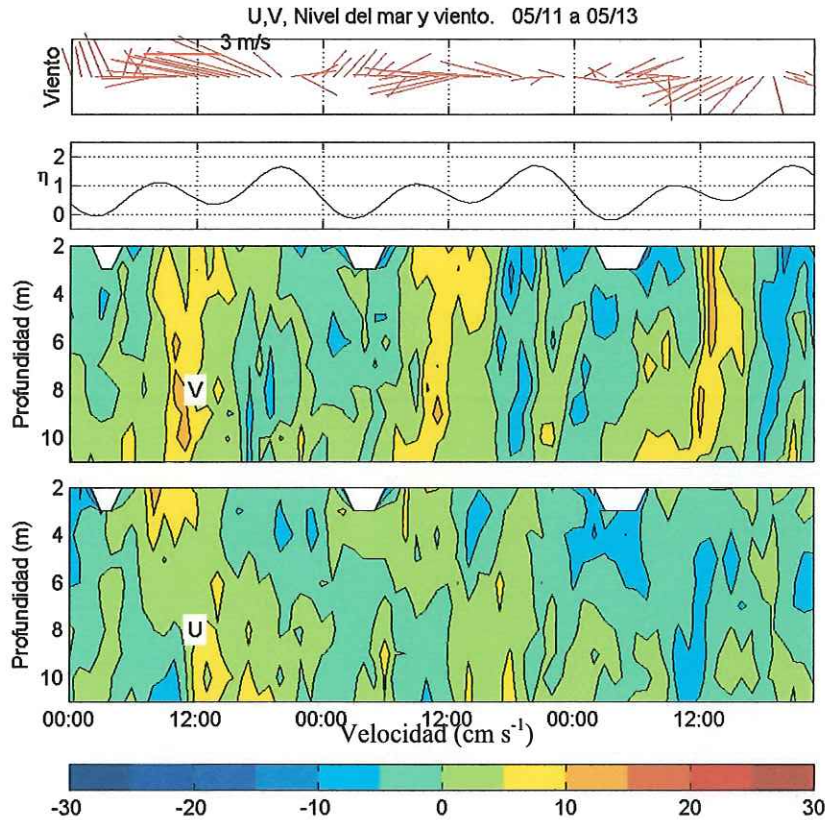 U,V, Nivel del mar y viento. 05/11 a 05/13
Viento
3 m/s
η
2
1
0
Profundidad (m)
2
4
6
8
10
V
Profundidad (m)
2
4
6
8
10
U
00:00 12:00 00:00 12:00 00:00 12:00
Velocidad (cm s⁻¹)
-30 -20 -10 0 10 20 30